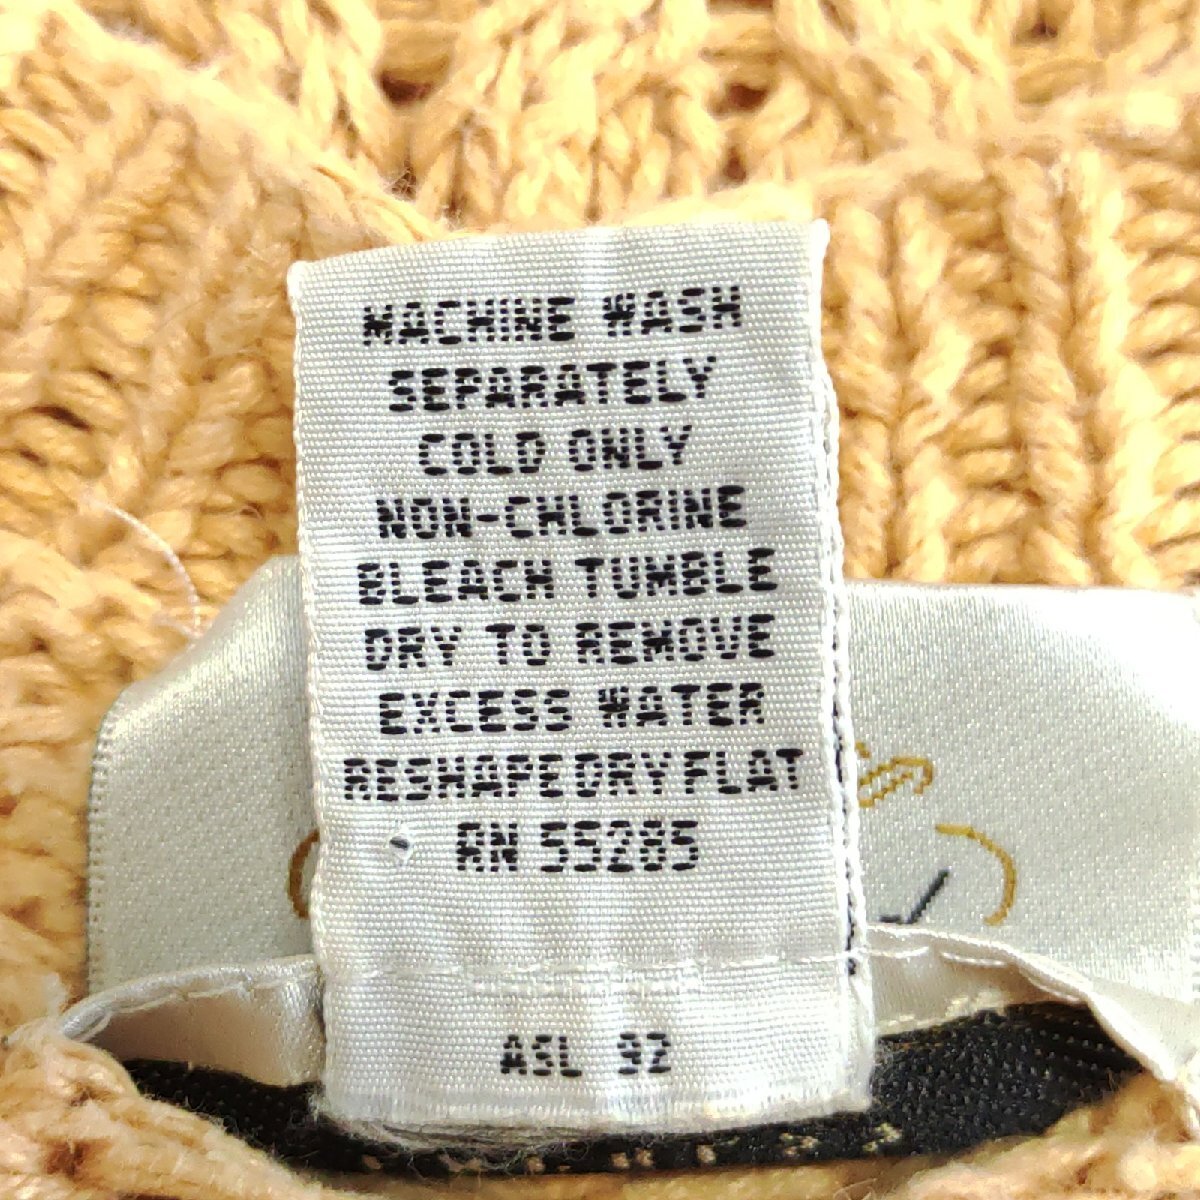 MACHINE WASH
SEPARATELY
COLD ONLY
NON-CHLORINE
BLEACH TUMBLE
DRY TO REMOVE
EXCESS WATER
RESHAPE DRY FLAT
RN 55285
ASL 92